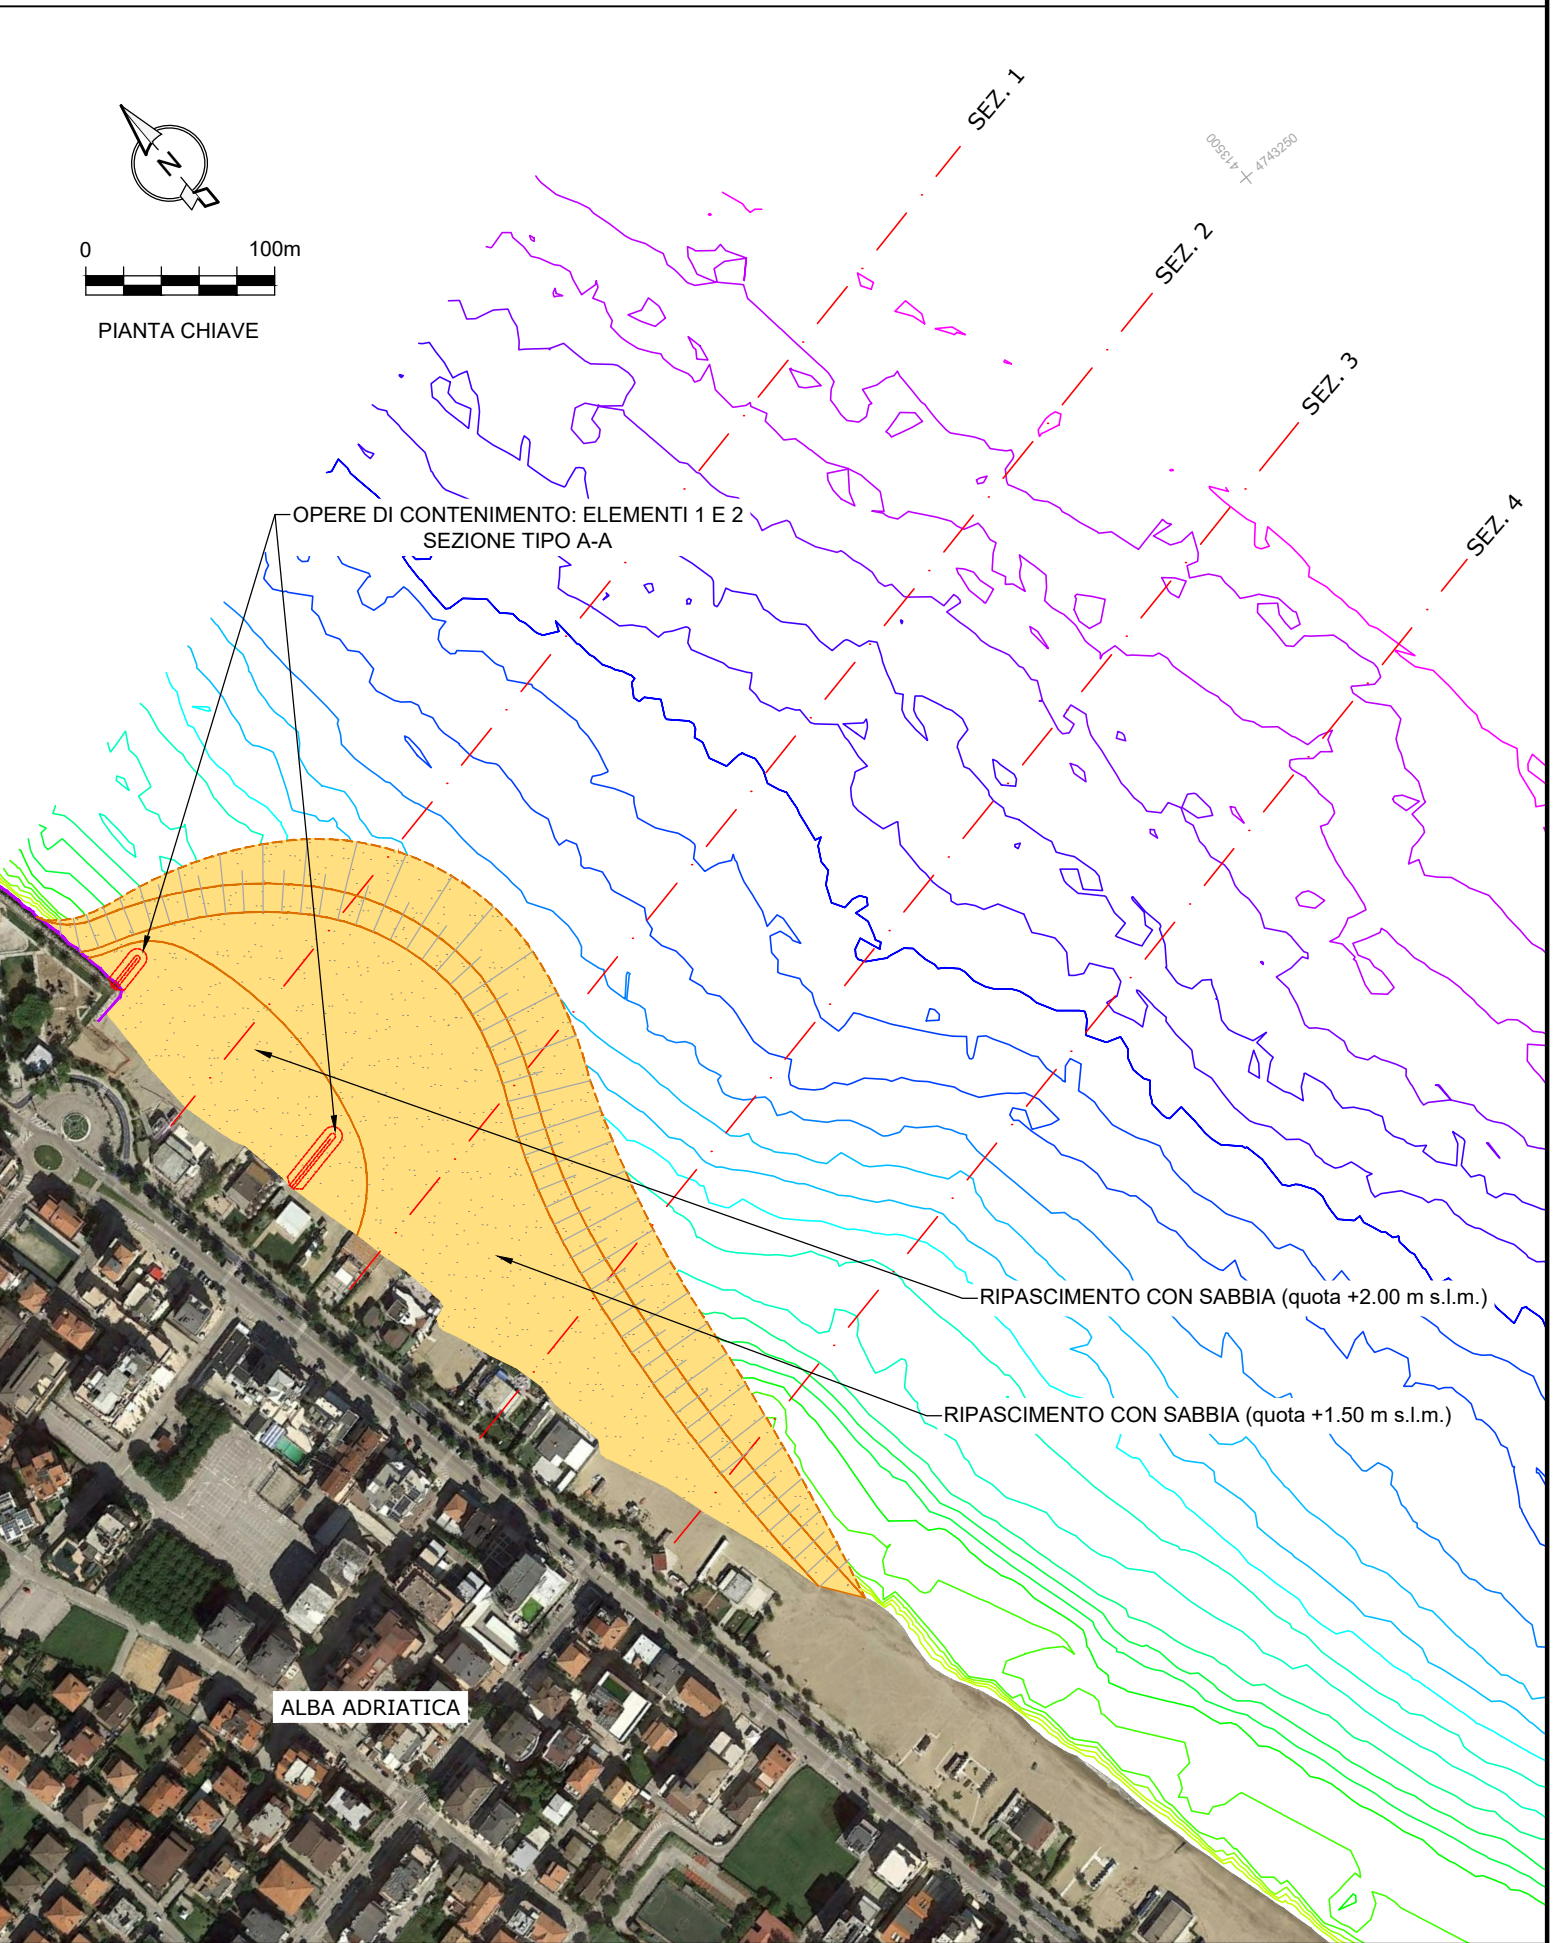 SEZ. 1
413500
4743250
N
SEZ. 2
0 100m
PIANTA CHIAVE
SEZ. 3
SEZ. 4
OPERE DI CONTENIMENTO: ELEMENTI 1 E 2
SEZIONE TIPO A-A
RIPASCIMENTO CON SABBIA (quota +2.00 m s.l.m.)
RIPASCIMENTO CON SABBIA (quota +1.50 m s.l.m.)
ALBA ADRIATICA